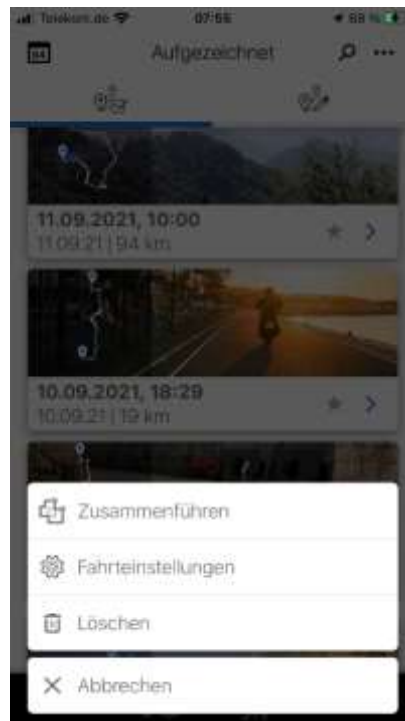 Telekom.de 07:56 68 %
Aufgezeichnet
11.09.2021, 10:00
11.09.21 | 94 km
10.09.2021, 18:29
10.09.21 | 19 km
Zusammenführen
Fahrteinstellungen
Löschen
Abbrechen